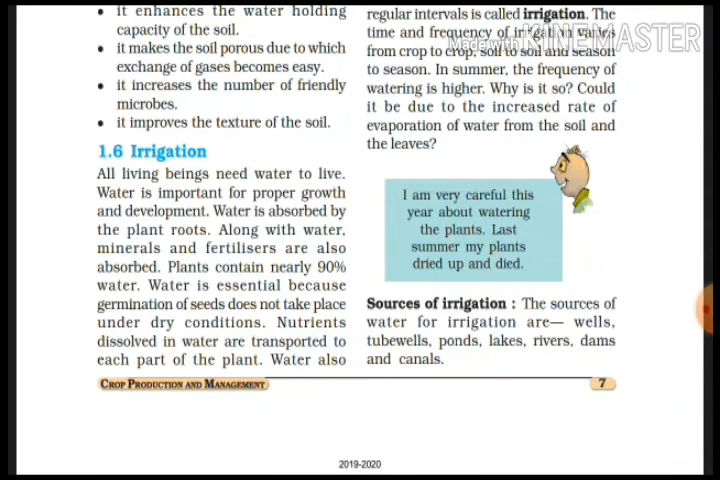 • it enhances the water holding
capacity of the soil.
• it makes the soil porous due to which
exchange of gases becomes easy.
• it increases the number of friendly
microbes.
• it improves the texture of the soil.
1.6 Irrigation
All living beings need water to live.
Water is important for proper growth
and development. Water is absorbed by
the plant roots. Along with water,
minerals and fertilisers are also
absorbed. Plants contain nearly 90%
water. Water is essential because
germination of seeds does not take place
under dry conditions. Nutrients
dissolved in water are transported to
each part of the plant. Water also
regular intervals is called irrigation. The
time and frequency of irrigation varies
from crop to crop, soil to soil and season
to season. In summer, the frequency of
watering is higher. Why is it so? Could
it be due to the increased rate of
evaporation of water from the soil and
the leaves?
Made with KINEMASTER
I am very careful this
year about watering
the plants. Last
summer my plants
dried up and died.
Sources of irrigation : The sources of
water for irrigation are— wells,
tubewells, ponds, lakes, rivers, dams
and canals.
CROP PRODUCTION AND MANAGEMENT
7
2019-2020